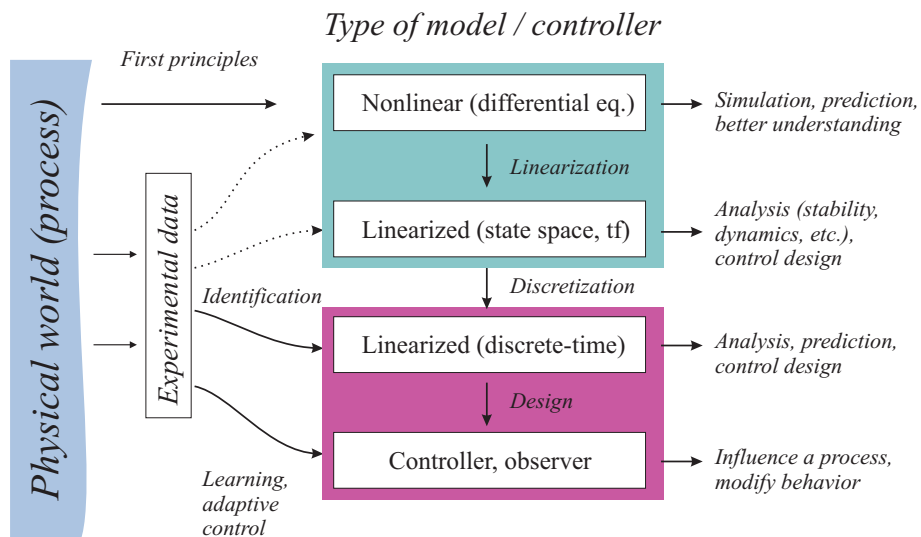 Type of model / controller
First principles
Physical world (process)
Experimental data
Nonlinear (differential eq.)
Simulation, prediction,
better understanding
Linearization
Linearized (state space, tf)
Analysis (stability,
dynamics, etc.),
control design
Identification
Discretization
Linearized (discrete-time)
Analysis, prediction,
control design
Design
Controller, observer
Influence a process,
modify behavior
Learning,
adaptive
control